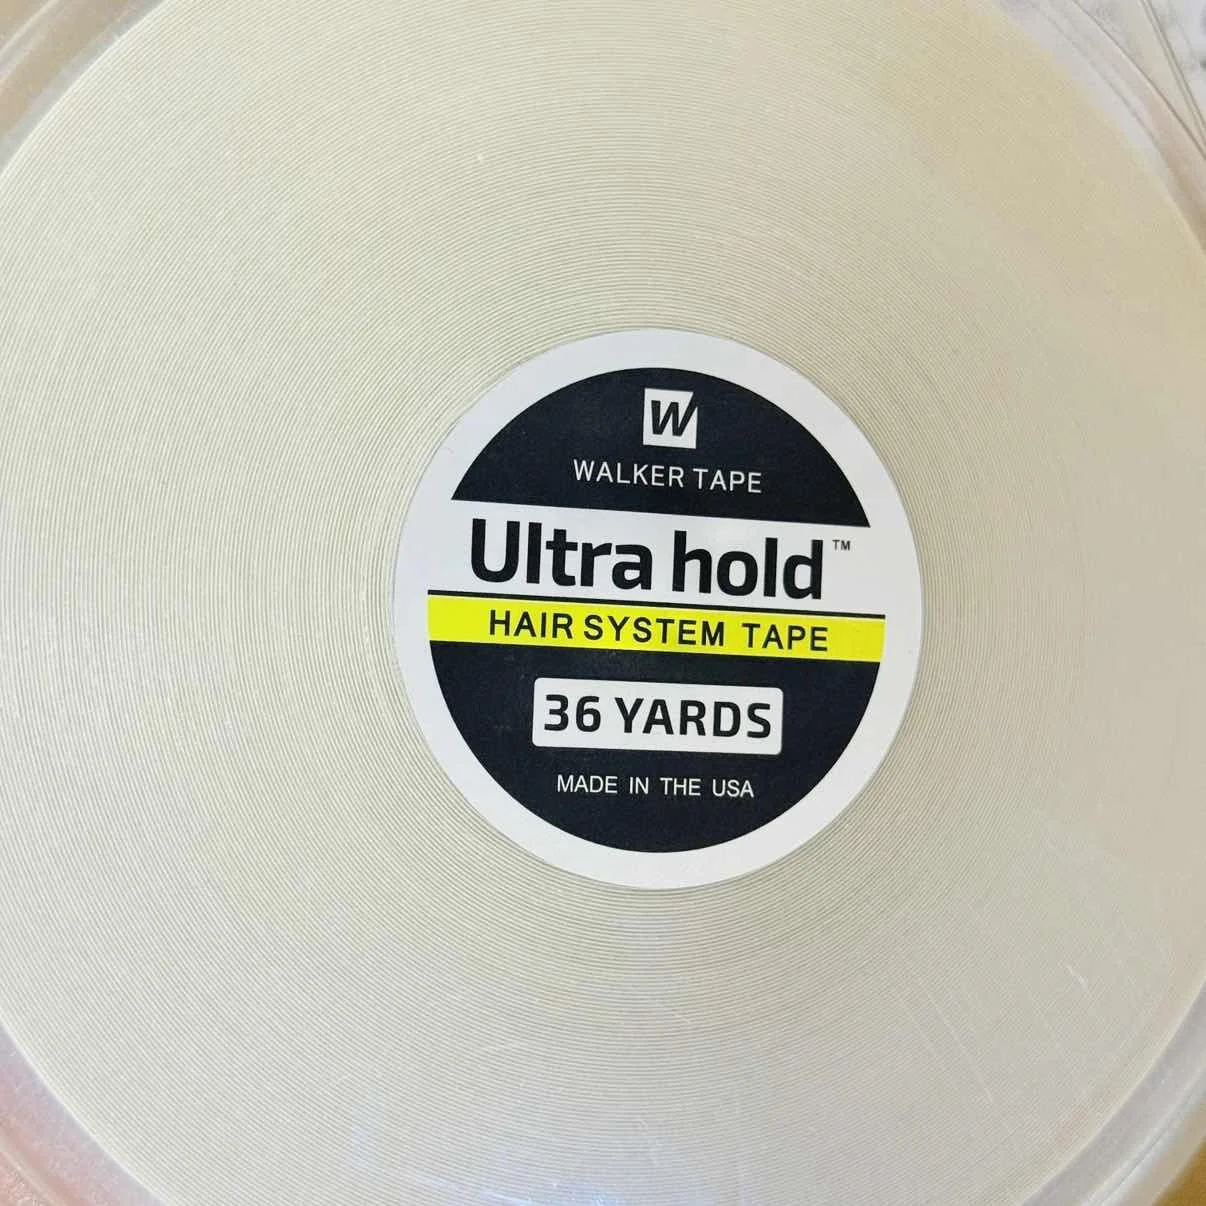 W
WALKER TAPE
Ultra hold™
HAIR SYSTEM TAPE
36 YARDS
MADE IN THE USA